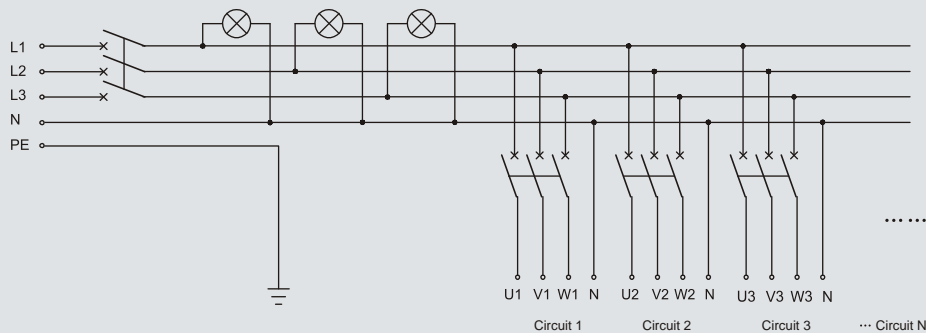 L1
L2
L3
N
PE
U1 V1 W1 N U2 V2 W2 N U3 V3 W3 N
Circuit 1 Circuit 2 Circuit 3 ··· Circuit N